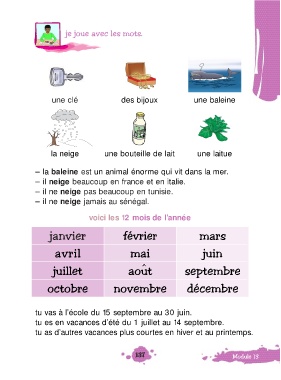 je joue avec les mots
une clé
des bijoux
une baleine
la neige
une bouteille de lait
une laitue
– la baleine est un animal énorme qui vit dans la mer.
– il neige beaucoup en france et en italie.
– il ne neige pas beaucoup en tunisie.
– il ne neige jamais au sénégal.
voici les 12 mois de l'année
janvier février mars
avril mai juin
juillet août septembre
octobre novembre décembre
tu vas à l'école du 15 septembre au 30 juin.
tu es en vacances d'été du 1 juillet au 14 septembre.
tu as d'autres vacances plus courtes en hiver et au printemps.
137
Module 13